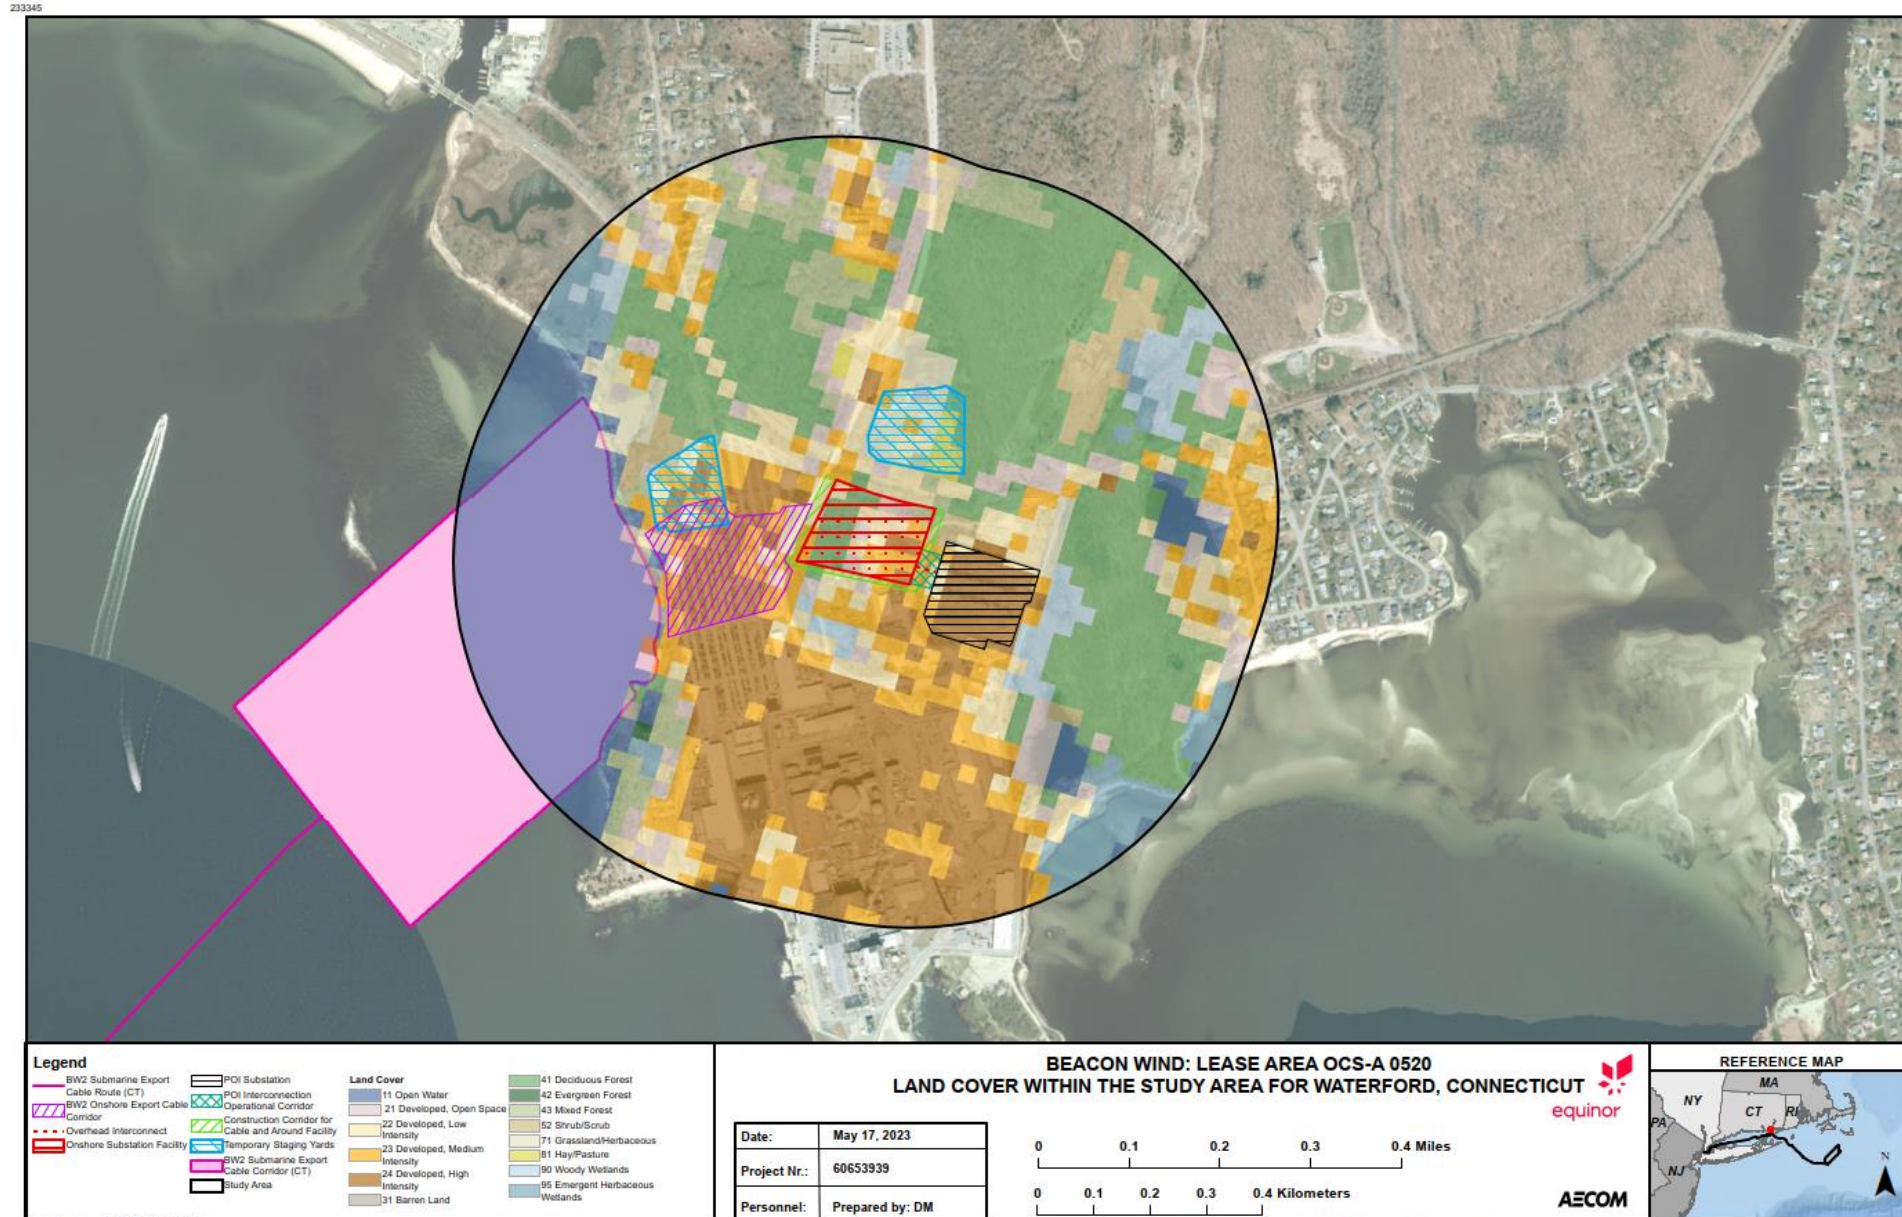 233345
Legend
BW2 Submarine Export
Cable Route (CT)
BW2 Onshore Export Cable
Corridor
Overhead Interconnect
Onshore Substation Facility
POI Substation
POI Interconnection
Operational Corridor
Construction Corridor for
Cable and Around Facility
Temporary Staging Yards
BW2 Submarine Export
Cable Corridor (CT)
Study Area
Land Cover
11 Open Water
21 Developed, Open Space
22 Developed, Low
Intensity
23 Developed, Medium
Intensity
24 Developed, High
Intensity
31 Barren Land
41 Deciduous Forest
42 Evergreen Forest
43 Mixed Forest
52 Shrub/Scrub
71 Grassland/Herbaceous
81 Hay/Pasture
90 Woody Wetlands
95 Emergent Herbaceous
Wetlands
BEACON WIND: LEASE AREA OCS-A 0520
LAND COVER WITHIN THE STUDY AREA FOR WATERFORD, CONNECTICUT
equinor
Date: May 17, 2023
Project Nr.: 60653939
Personnel: Prepared by: DM
0 0.1 0.2 0.3 0.4 Miles
0 0.1 0.2 0.3 0.4 Kilometers
AECOM
REFERENCE MAP
MA
NY
CT
RI
PA
NJ
N